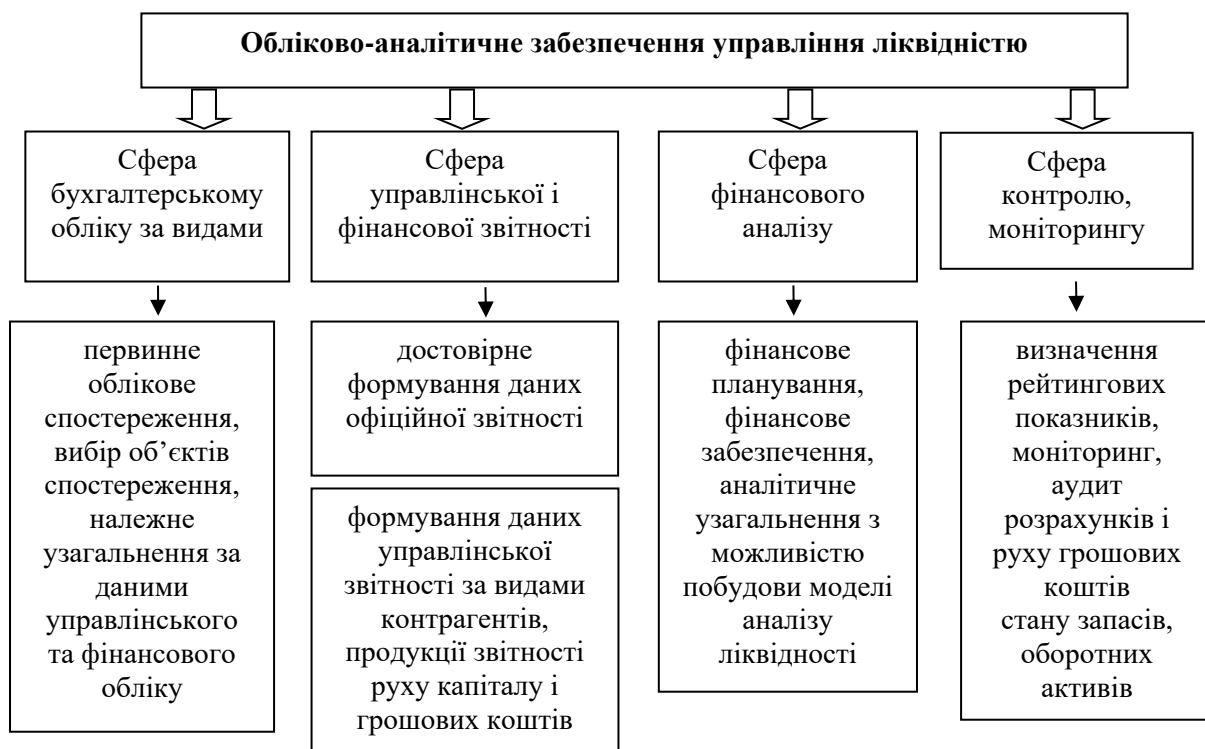 Обліково-аналітичне забезпечення управління ліквідністю
Сфера
бухгалтерському
обліку за видами
Сфера
управлінської і
фінансової звітності
Сфера
фінансового
аналізу
Сфера
контролю,
моніторингу
первинне
облікове
спостереження,
вибір об’єктів
спостереження,
належне
узагальнення за
даними
управлінського
та фінансового
обліку
достовірне
формування даних
офіційної звітності
формування даних
управлінської
звітності за видами
контрагентів,
продукції звітності
руху капіталу і
грошових коштів
фінансове
планування,
фінансове
забезпечення,
аналітичне
узагальнення з
можливістю
побудови моделі
аналізу
ліквідності
визначення
рейтингових
показників,
моніторинг,
аудит
розрахунків і
руху грошових
коштів
стану запасів,
оборотних
активів